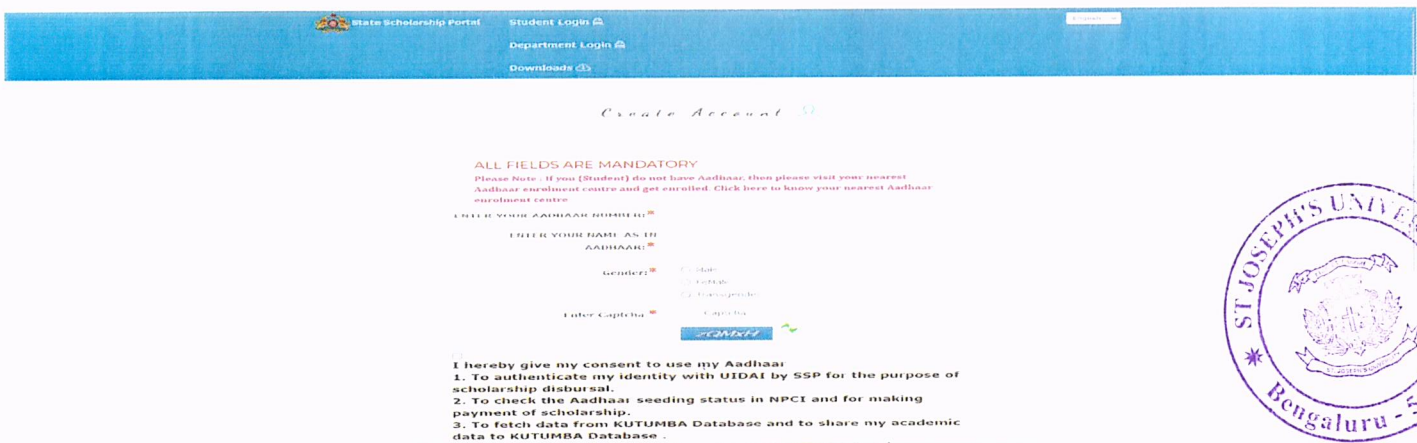 State Scholarship Portal
Student Login
Department Login
Downloads
Create Account
ALL FIELDS ARE MANDATORY
Please Note : If you (Student) do not have Aadhaar, then please visit your nearest
Aadhaar enrolment centre and get enrolled. Click here to know your nearest Aadhaar
enrolment centre
ENTER YOUR AADHAAR NUMBER:*
ENTER YOUR NAME AS IN
AADHAAR:*
Gender:*
Male
Female
Transgender
Enter Captcha *
Captcha
I hereby give my consent to use my Aadhaar
1. To authenticate my identity with UIDAI by SSP for the purpose of
scholarship disbursal.
2. To check the Aadhaar seeding status in NPCI and for making
payment of scholarship.
3. To fetch data from KUTUMBA Database and to share my academic
data to KUTUMBA Database .
ST JOSEPH'S UNIVE
Bengaluru - 5